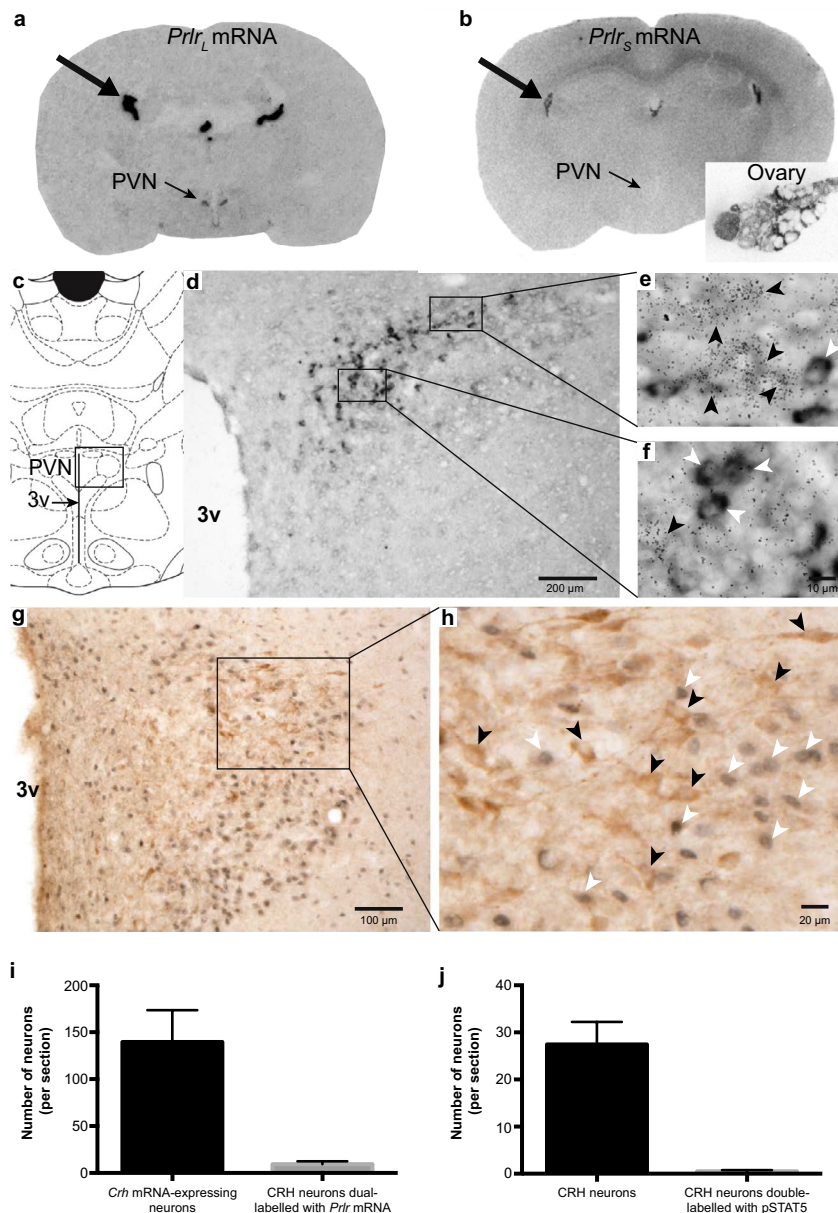 a
Prlr_L mRNA
PVN
b
Prlr_S mRNA
PVN
Ovary
c
PVN
3v
d
3v
200 µm
e
f
10 µm
g
3v
100 µm
h
20 µm
i
Number of neurons
(per section)
200
150
100
50
0
Crh mRNA-expressing
neurons
CRH neurons dual-
labelled with Prlr mRNA
j
Number of neurons
(per section)
40
30
20
10
0
CRH neurons
CRH neurons double-
labelled with pSTAT5